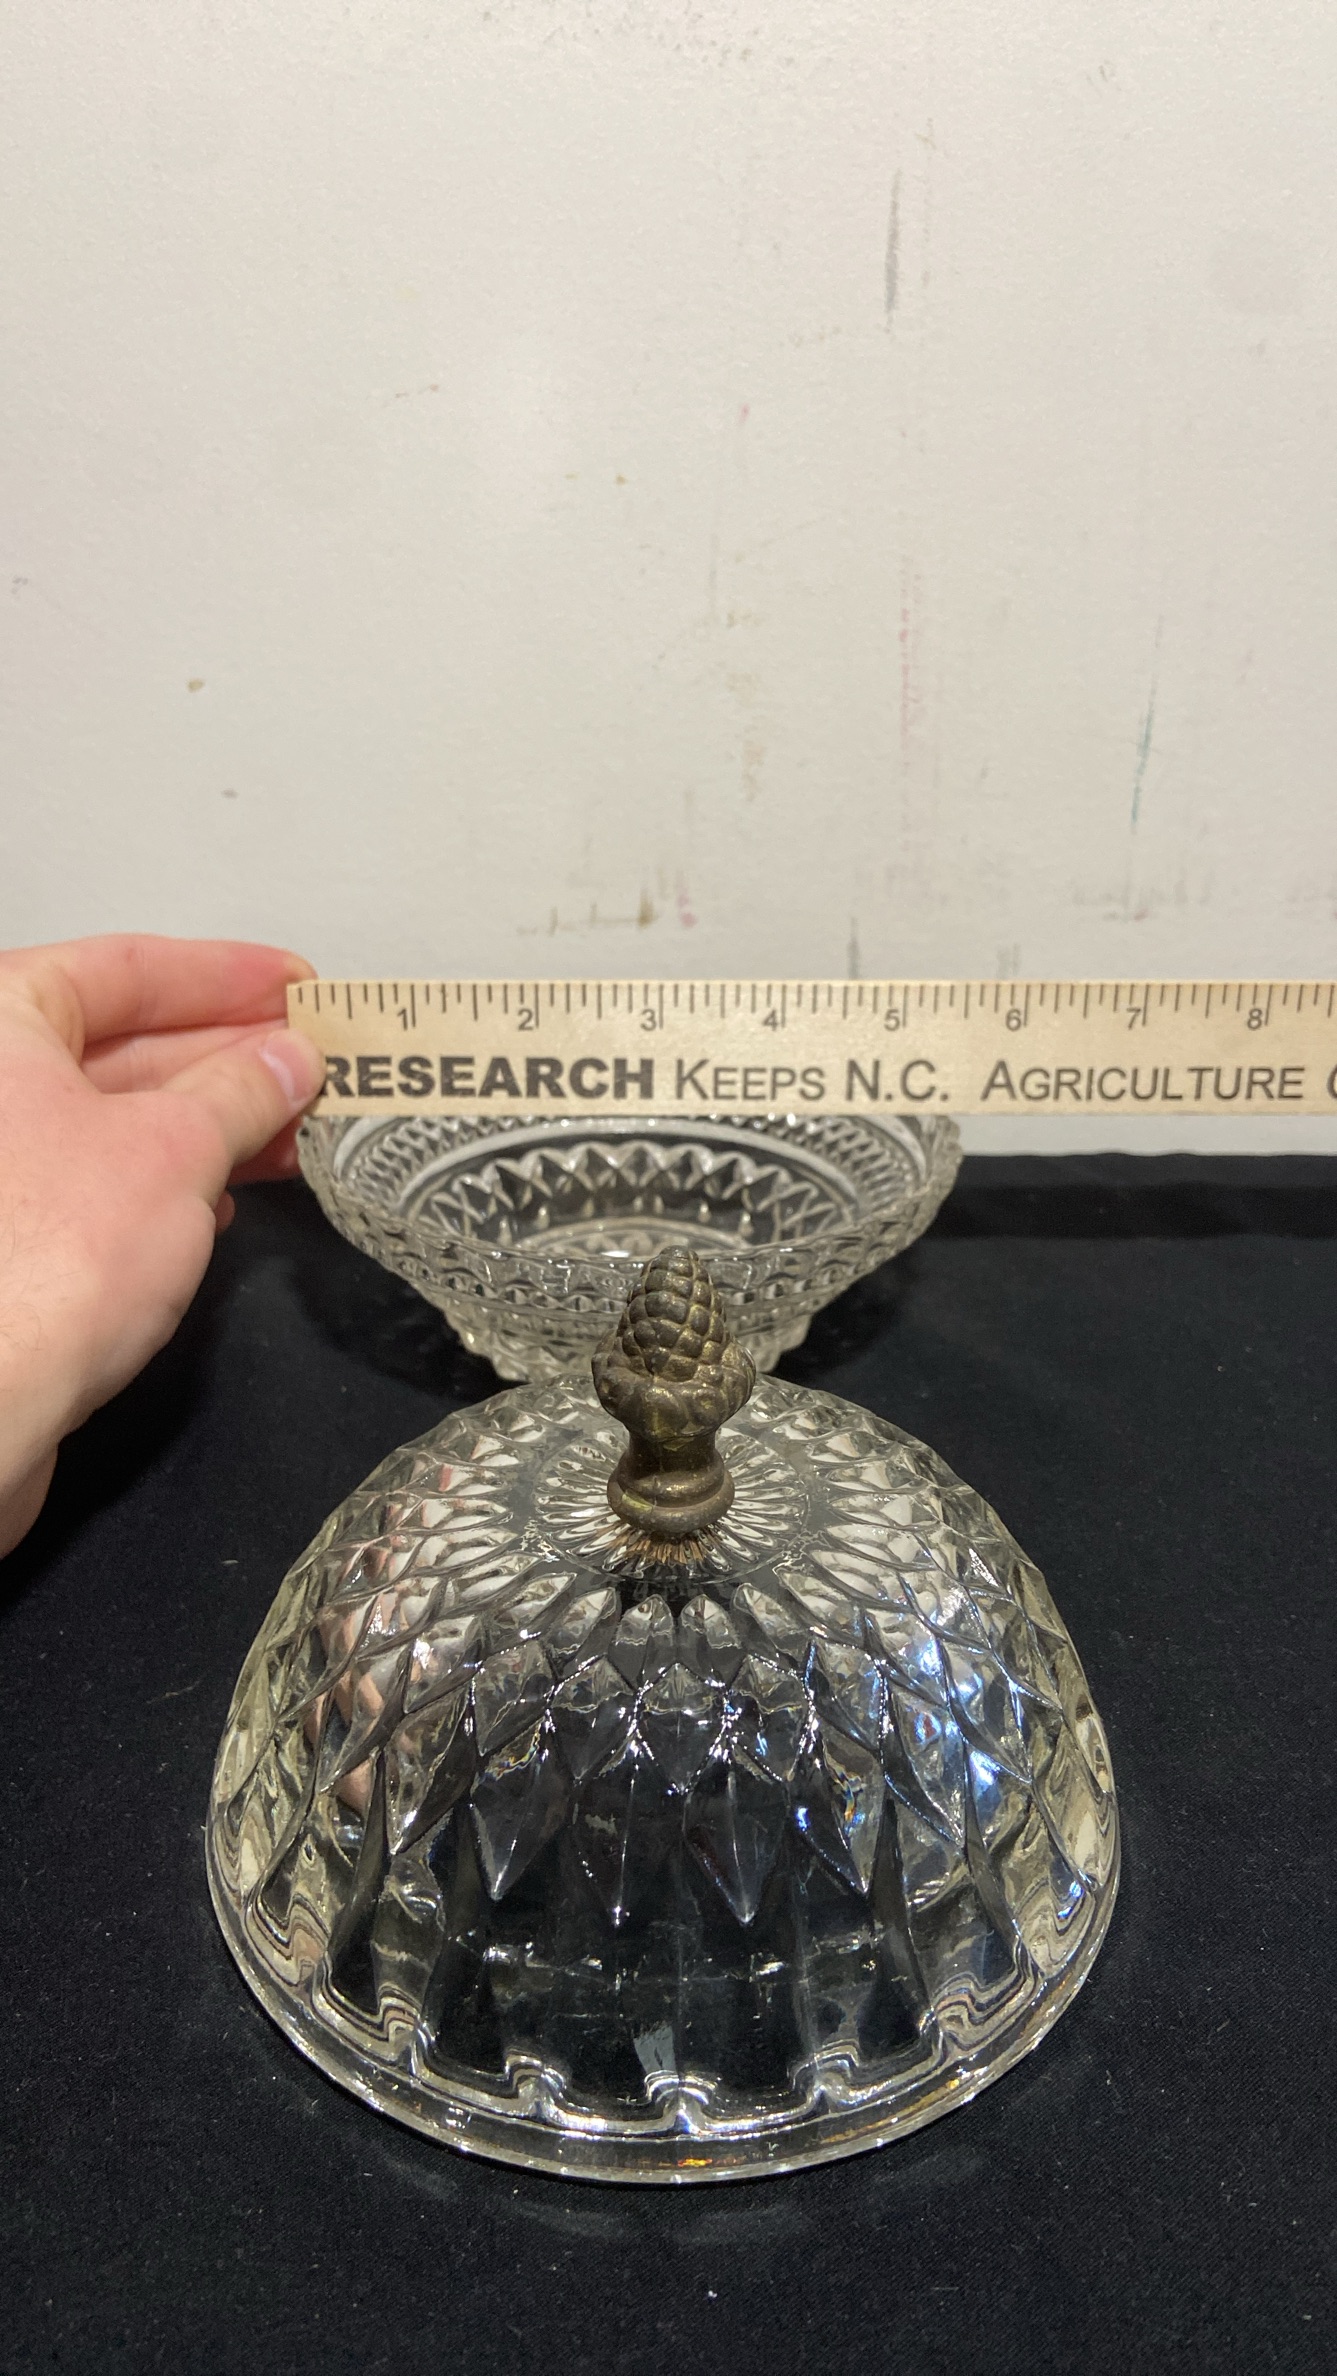 1 2 3 4 5 6 7 8
RESEARCH KEEPS N.C. AGRICULTURE